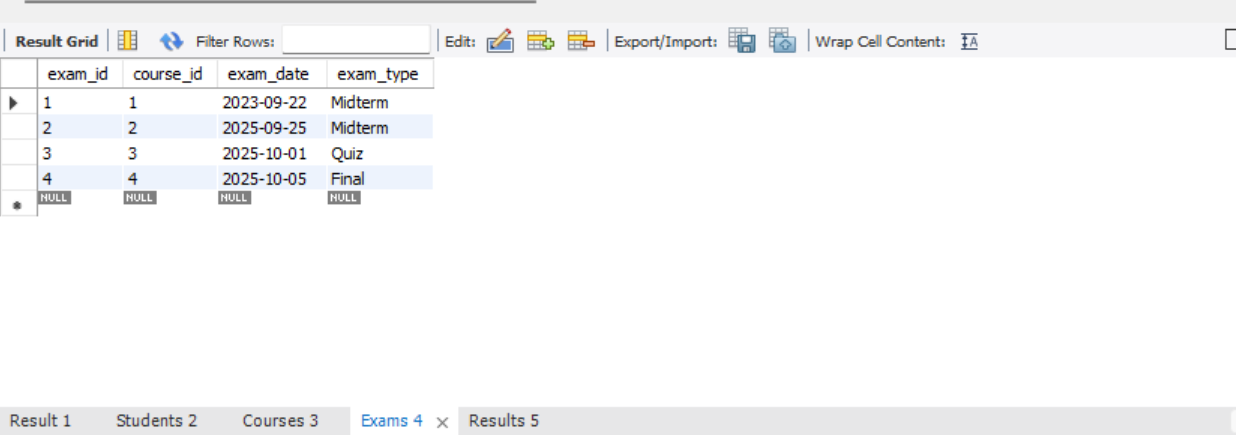 Result Grid Filter Rows: Edit: Export/Import: Wrap Cell Content: IA
exam_id course_id exam_date exam_type
1 1 2023-09-22 Midterm
2 2 2025-09-25 Midterm
3 3 2025-10-01 Quiz
4 4 2025-10-05 Final
NULL NULL NULL NULL
Result 1 Students 2 Courses 3 Exams 4 Results 5